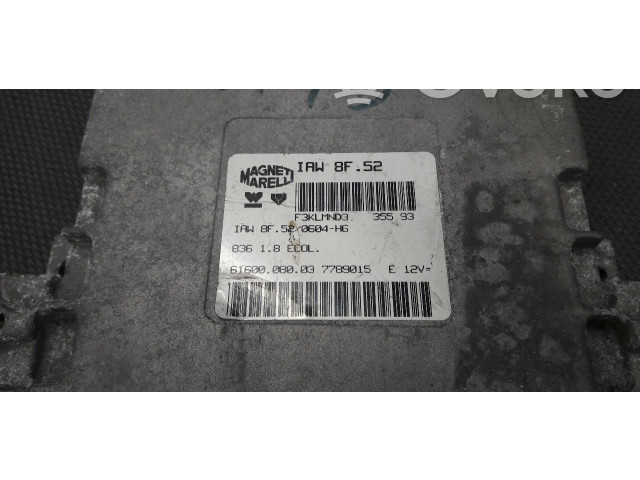 MAGNETI
MARELLI
IAW 8F.52
F3KLMND3 355 93
IAW 8F.52/0604-HG
836 1.8 ECOL.
61600.080.03 7789015 E 12V=